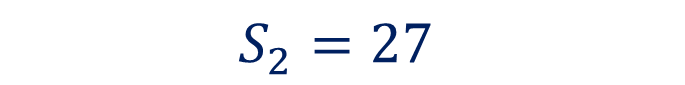 S₂ = 27